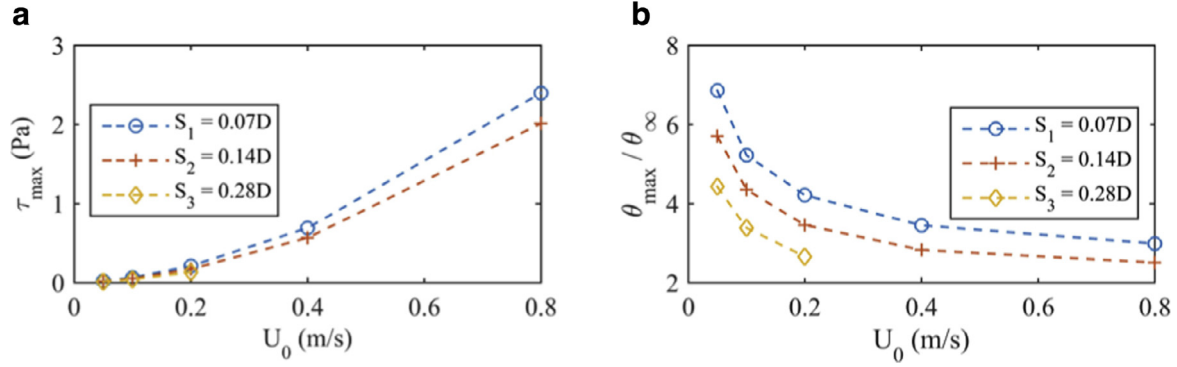 a
3
2
1
0
τmax (Pa)
S1 = 0.07D
S2 = 0.14D
S3 = 0.28D
0 0.2 0.4 0.6 0.8
U0 (m/s)
b
8
6
4
2
θmax / θ∞
S1 = 0.07D
S2 = 0.14D
S3 = 0.28D
0 0.2 0.4 0.6 0.8
U0 (m/s)